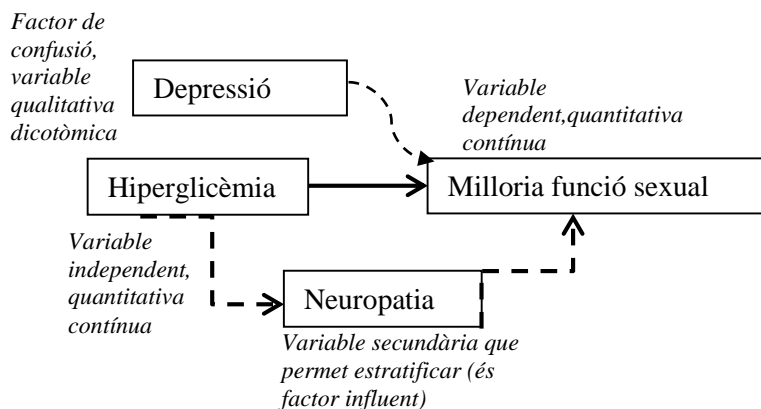 Factor de
confusió,
variable
qualitativa
dicotòmica
Depressió
Variable
dependent,quantitativa
contínua
Hiperglicèmia
Milloria funció sexual
Variable
independent,
quantitativa
contínua
Neuropatia
Variable secundària que
permet estratificar (és
factor influent)